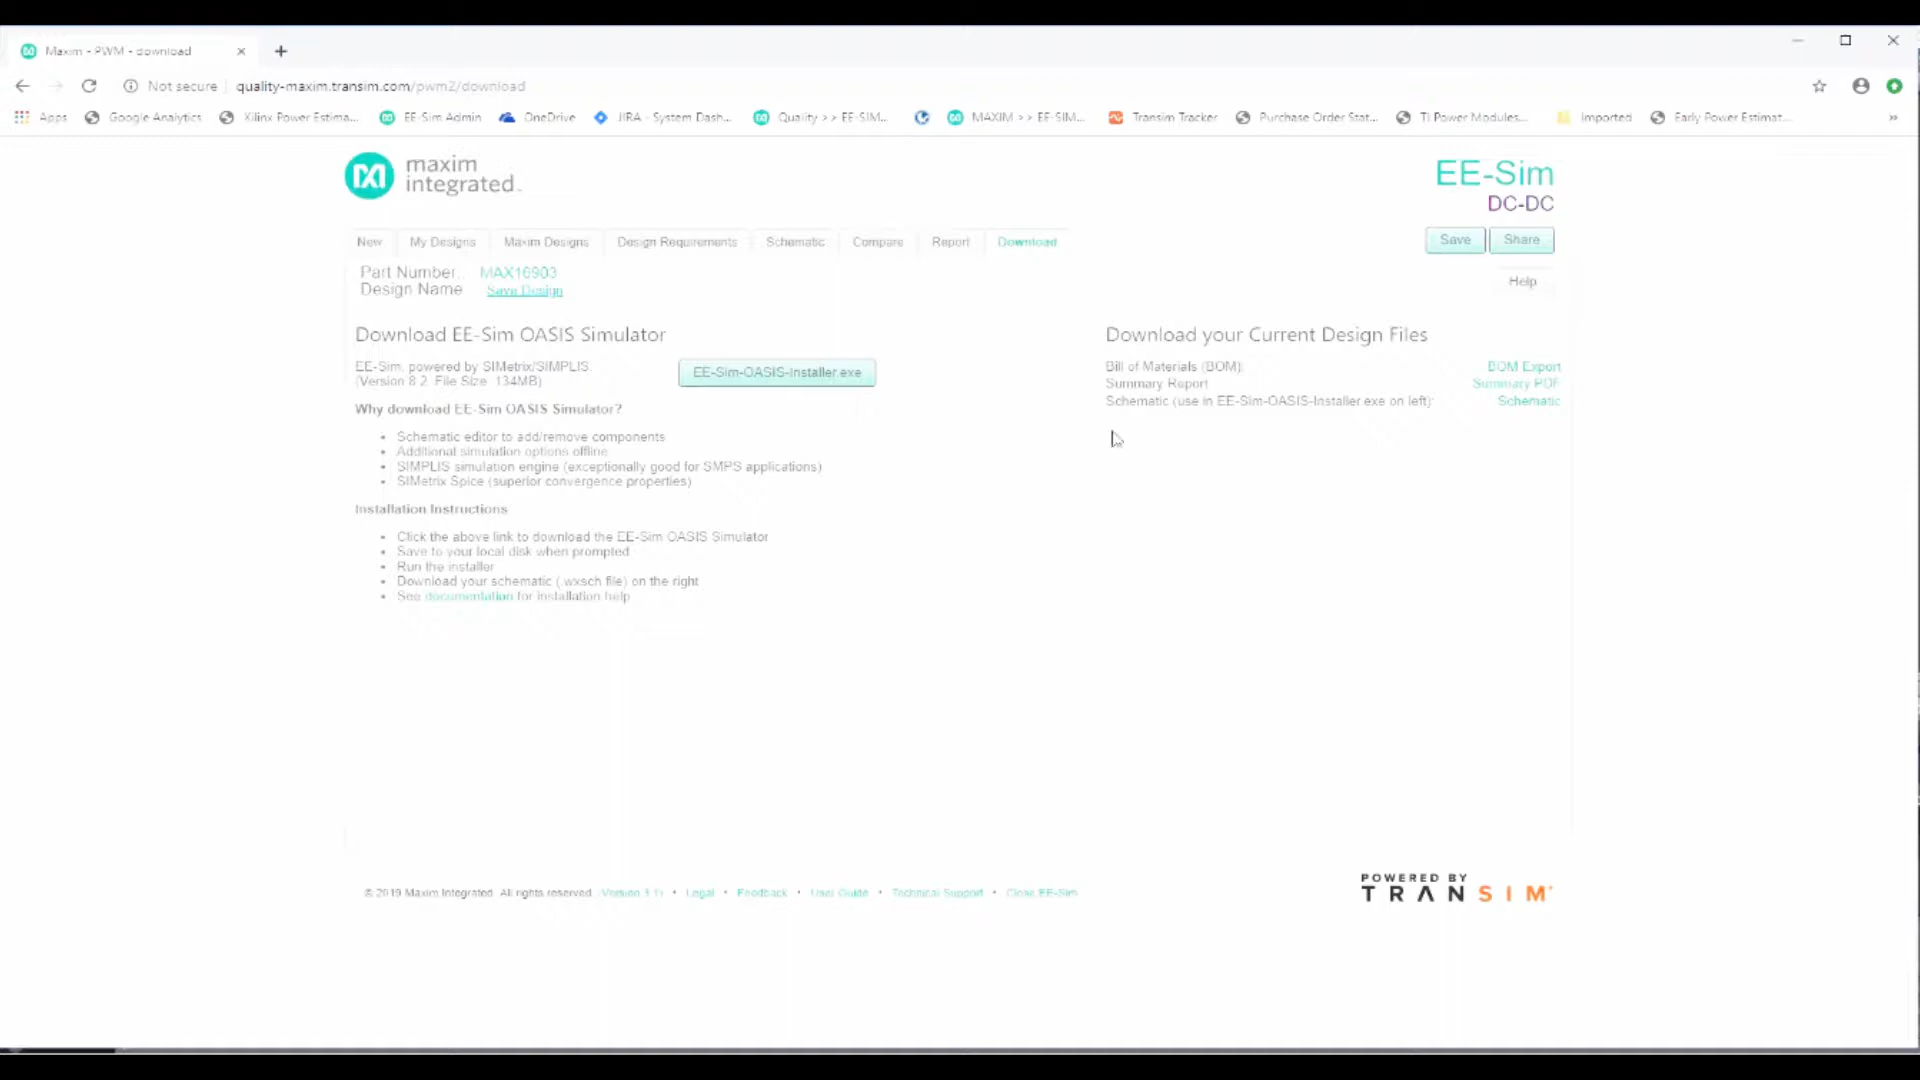 Maxim - PWM - download
Not secure
quality-maxim.transim.com/pwm2/download
Apps
Google Analytics
Xilinx Power Estima...
EE-Sim Admin
OneDrive
JIRA - System Dash...
Quality >> EE-SIM...
MAXIM >> EE-SIM...
Transim Tracker
Purchase Order Stat...
TI Power Modules...
Imported
Early Power Estimat...
»
maxim
integrated™
EE-Sim
DC-DC
New
My Designs
Maxim Designs
Design Requirements
Schematic
Compare
Report
Download
Save
Share
Part Number: MAX16903
Design Name Save Design
Help
Download EE-Sim OASIS Simulator
EE-Sim, powered by SIMetrix/SIMPLIS.
(Version 8.2, File Size: 134MB)
EE-Sim-OASIS-Installer.exe
Why download EE-Sim OASIS Simulator?
• Schematic editor to add/remove components
• Additional simulation options offline
• SIMPLIS simulation engine (exceptionally good for SMPS applications)
• SIMetrix Spice (superior convergence properties)
Installation Instructions
• Click the above link to download the EE-Sim OASIS Simulator
• Save to your local disk when prompted
• Run the installer
• Download your schematic (.wxsch file) on the right
• See documentation for installation help
Download your Current Design Files
Bill of Materials (BOM): BOM Export
Summary Report Summary PDF
Schematic (use in EE-Sim-OASIS-Installer.exe on left): Schematic
© 2019 Maxim Integrated. All rights reserved. (Version 3.1) • Legal • Feedback • User Guide • Technical Support • Close EE-Sim
POWERED BY
TRANSIM